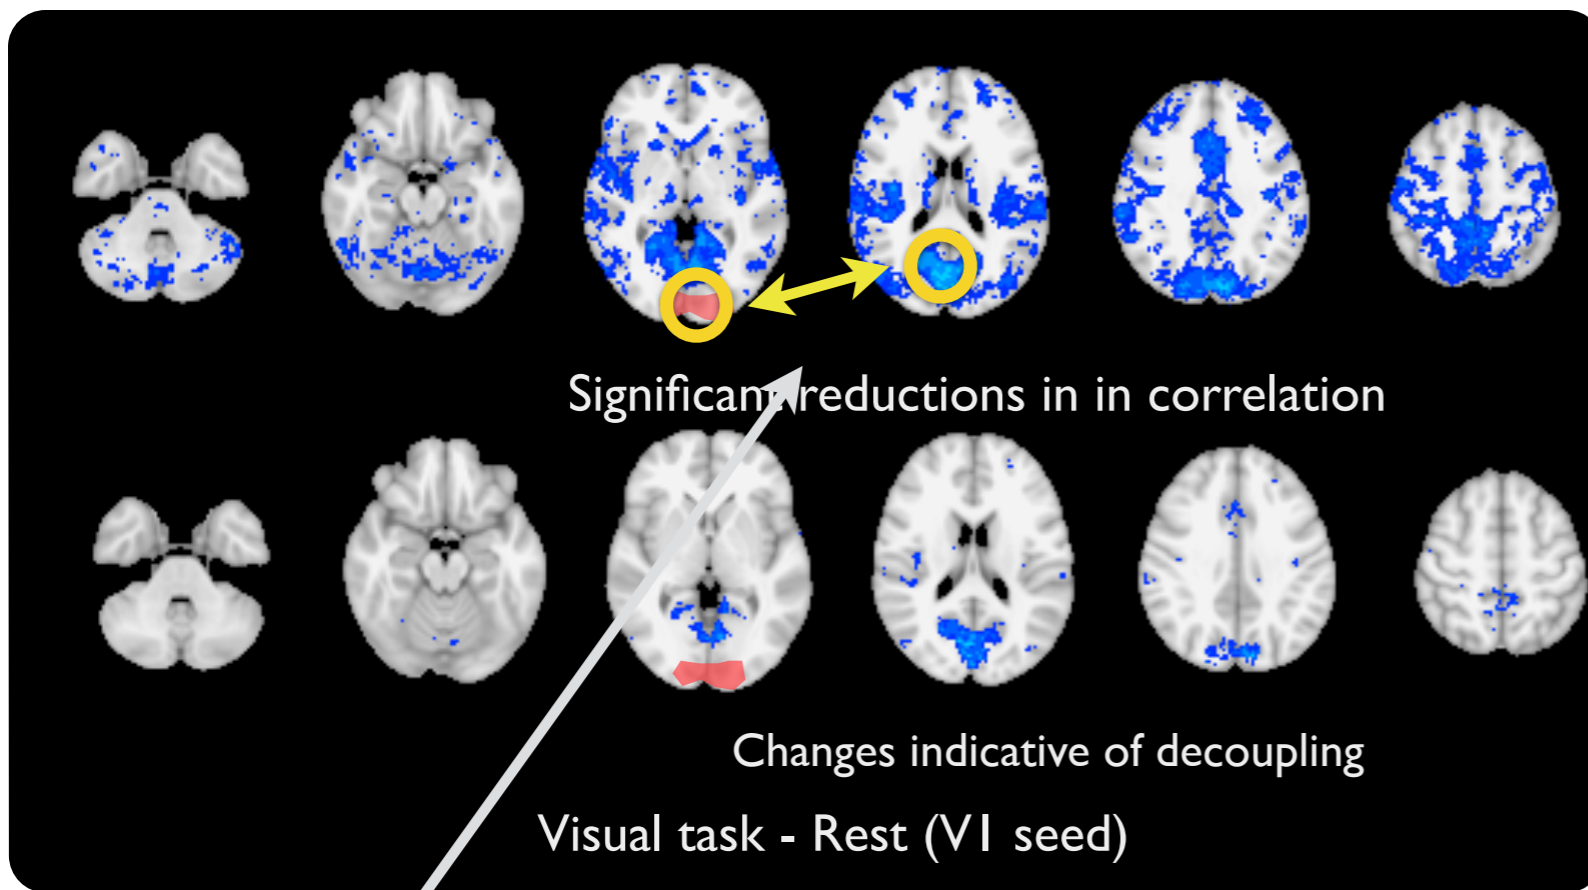 Significant reductions in in correlation
Changes indicative of decoupling
Visual task - Rest (V1 seed)